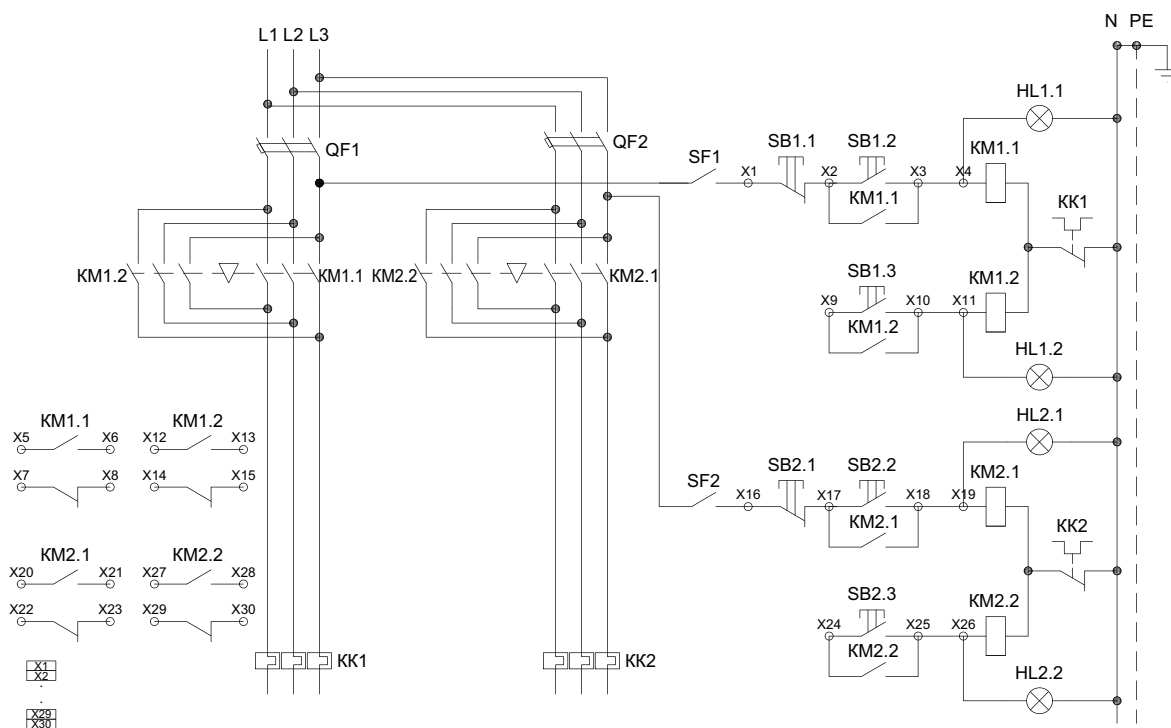 L1 L2 L3
N PE
HL1.1
QF1
QF2
SF1
SB1.1
SB1.2
KM1.1
X1
X2
X3
X4
KM1.1
KK1
KM1.2
KM1.1
KM2.2
KM2.1
SB1.3
KM1.2
X9
X10
X11
KM1.2
HL1.2
HL2.1
KM1.1
KM1.2
X5
X6
X12
X13
X7
X8
X14
X15
SF2
SB2.1
SB2.2
KM2.1
X16
X17
X18
X19
KM2.1
KK2
KM2.1
KM2.2
X20
X21
X27
X28
X22
X23
X29
X30
SB2.3
KM2.2
X24
X25
X26
KM2.2
HL2.2
KK1
KK2
X1
X2
.
.
X29
X30